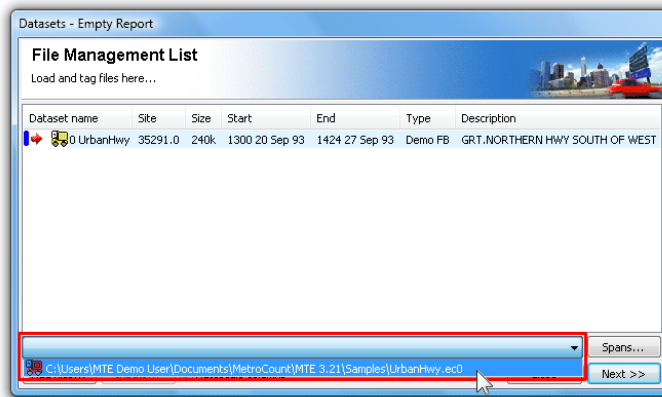 Datasets - Empty Report
File Management List
Load and tag files here...
Dataset name Site Size Start End Type Description
0 UrbanHwy 35291.0 240k 1300 20 Sep 93 1424 27 Sep 93 Demo FB GRT.NORTHERN HWY SOUTH OF WEST
Spans...
C:\Users\MTE Demo User\Documents\MetroCount\MTE 3.21\Samples\UrbanHwy.ec0
Next >>